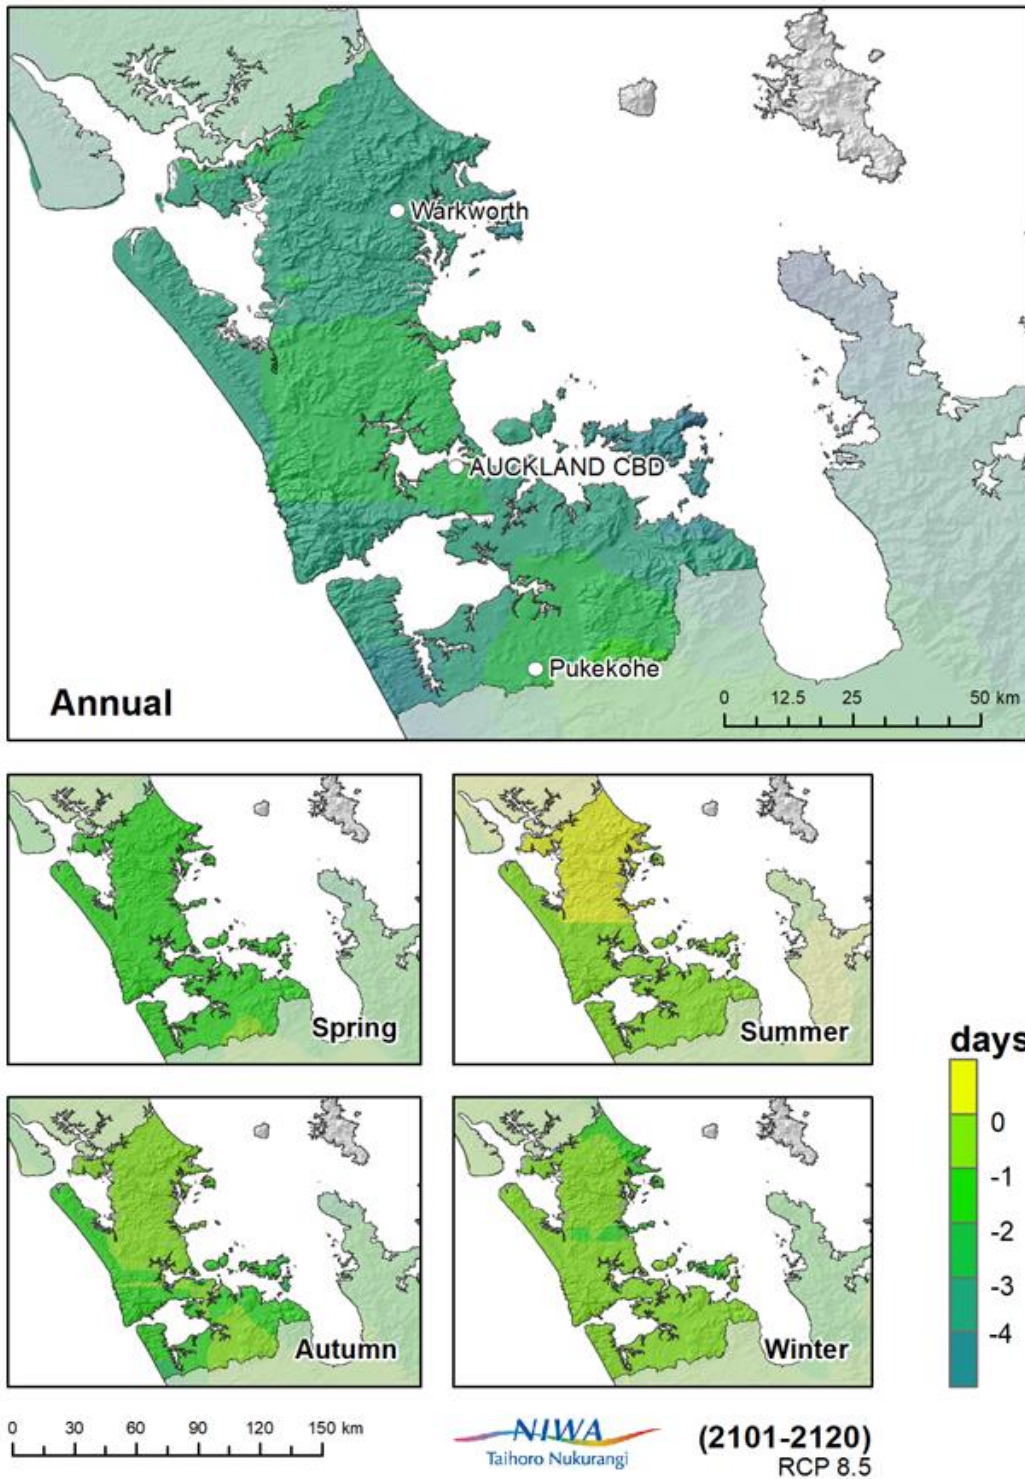 Warkworth
AUCKLAND CBD
Pukekohe
Annual
0 12.5 25 50 km
Spring
Summer
days
0
-1
-2
-3
-4
Autumn
Winter
0 30 60 90 120 150 km
NIWA
Taihoro Nukurangi
(2101-2120)
RCP 8.5